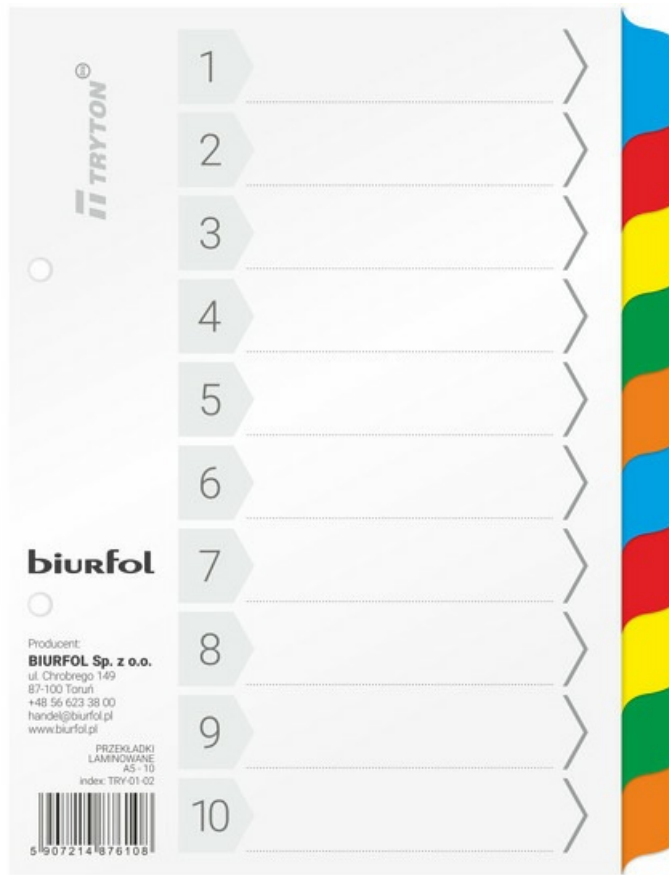 TRYTON®
1
2
3
4
5
6
7
8
9
10
biurfol
Producent:
BIURFOL Sp. z o.o.
ul. Chrobrego 149
87-100 Toruń
+48 56 623 38 00
handel@biurfol.pl
www.biurfol.pl
PRZEKŁADKI
LAMINOWANE
A5 - 10
index: TRY-01-02
5 907214 876108